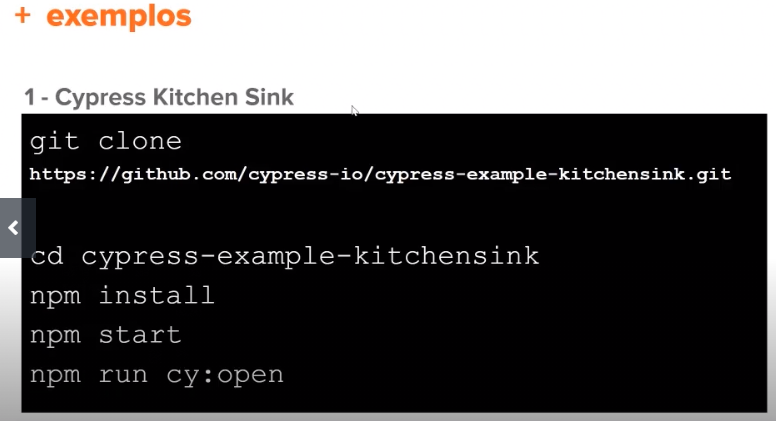 + exemplos
1 - Cypress Kitchen Sink
git clone
https://github.com/cypress-io/cypress-example-kitchensink.git
cd cypress-example-kitchensink
npm install
npm start
npm run cy:open